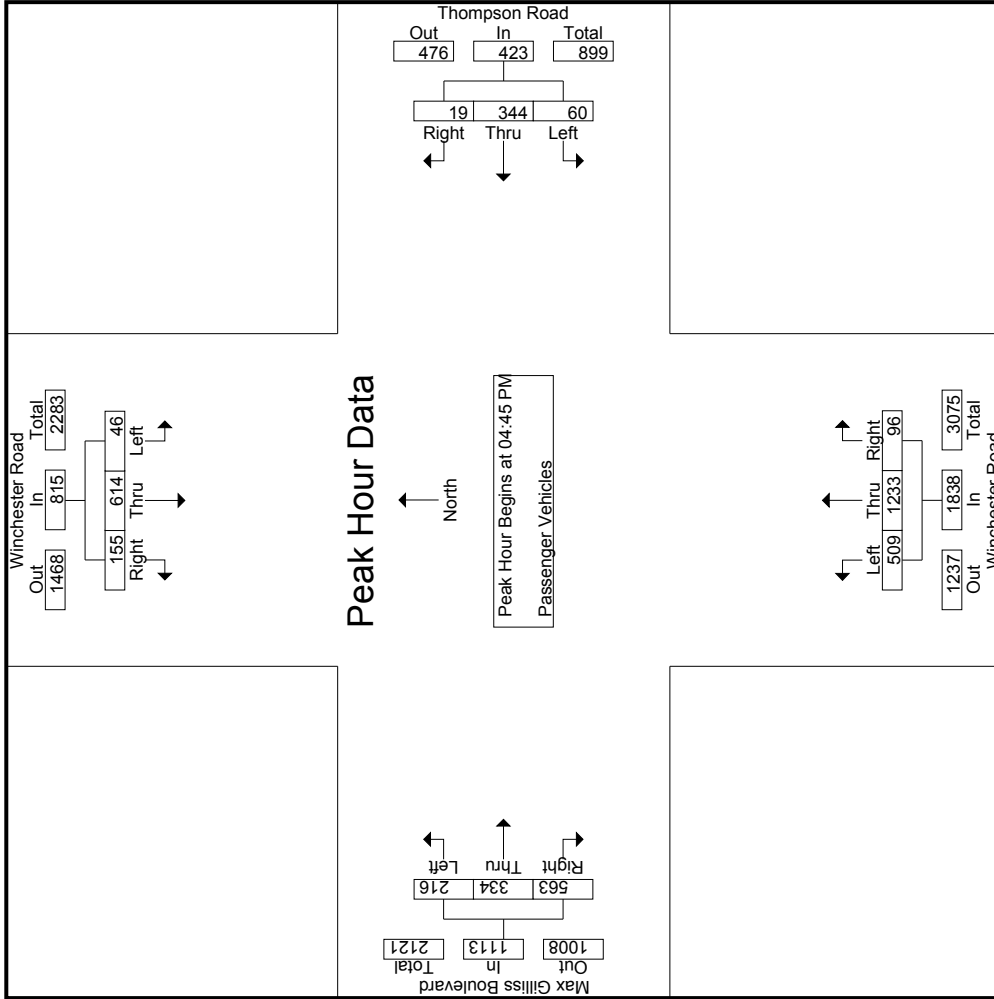 Thompson Road
Out In Total
476 423 899
19 344 60
Right Thru Left
Winchester Road
Out In Total
1468 815 2283
155 614 46
Right Thru Left
Peak Hour Data
North
Peak Hour Begins at 04:45 PM
Passenger Vehicles
Left Thru Right
509 1233 96
1237 1838 3075
Out In Total
Winchester Road
Left Thru Right
216 334 563
2121 1113 1008
Total In Out
Max Gilliss Boulevard